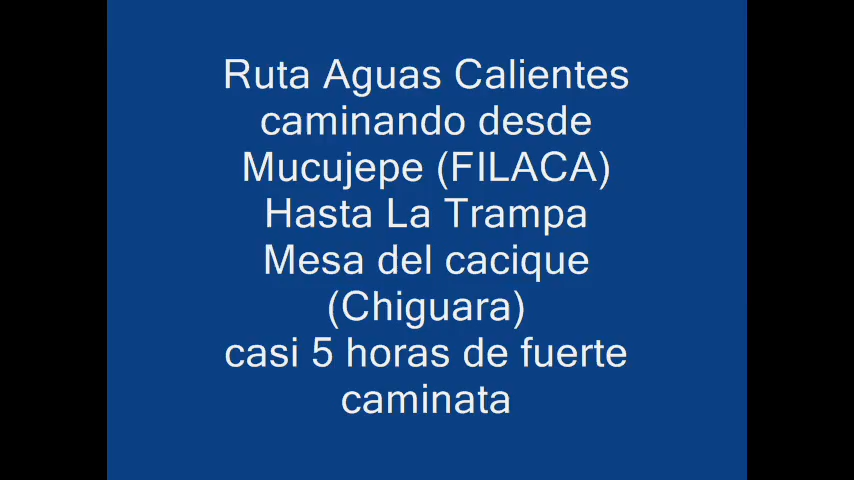 Ruta Aguas Calientes
caminando desde
Mucujepe (FILACA)
Hasta La Trampa
Mesa del cacique
(Chiguara)
casi 5 horas de fuerte
caminata